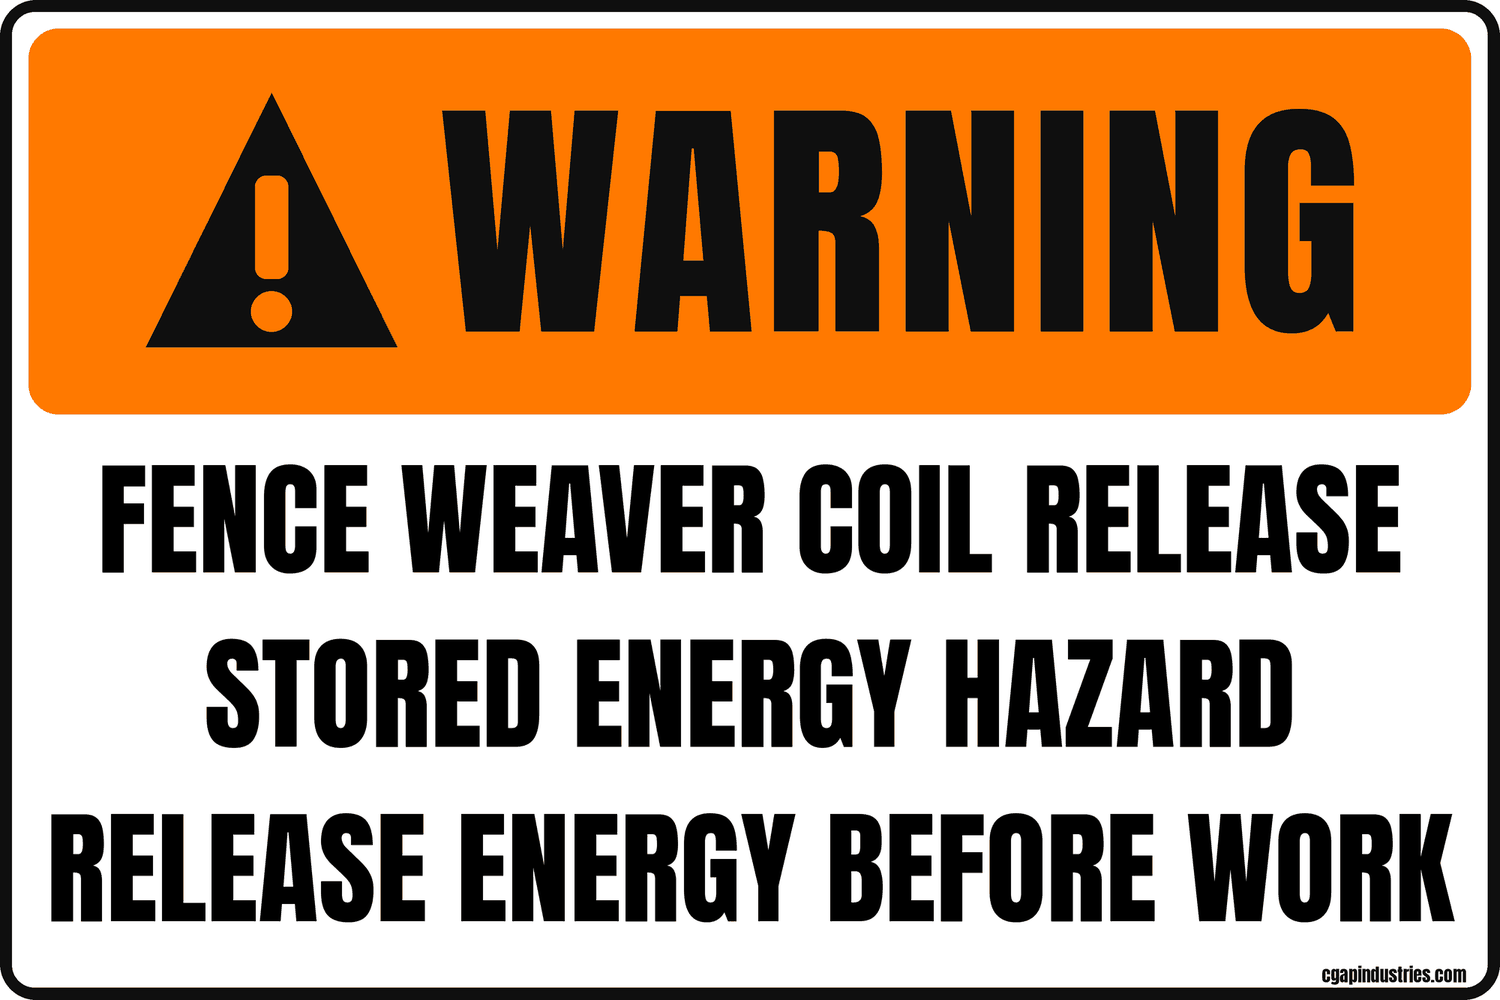 WARNING
FENCE WEAVER COIL RELEASE
STORED ENERGY HAZARD
RELEASE ENERGY BEFORE WORK
cgapindustries.com